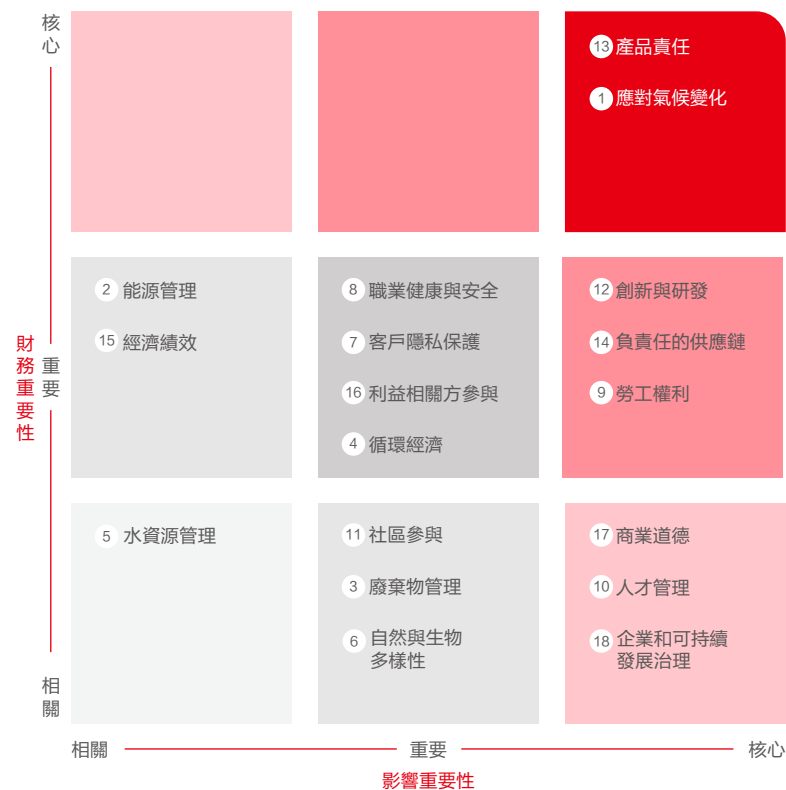 核心
13 產品責任
1 應對氣候變化
財務重要性
重要
2 能源管理
15 經濟績效
8 職業健康與安全
7 客戶隱私保護
16 利益相關方參與
4 循環經濟
12 創新與研發
14 負責任的供應鏈
9 勞工權利
相關
5 水資源管理
11 社區參與
3 廢棄物管理
6 自然與生物
多樣性
17 商業道德
10 人才管理
18 企業和可持續
發展治理
相關
重要
核心
影響重要性